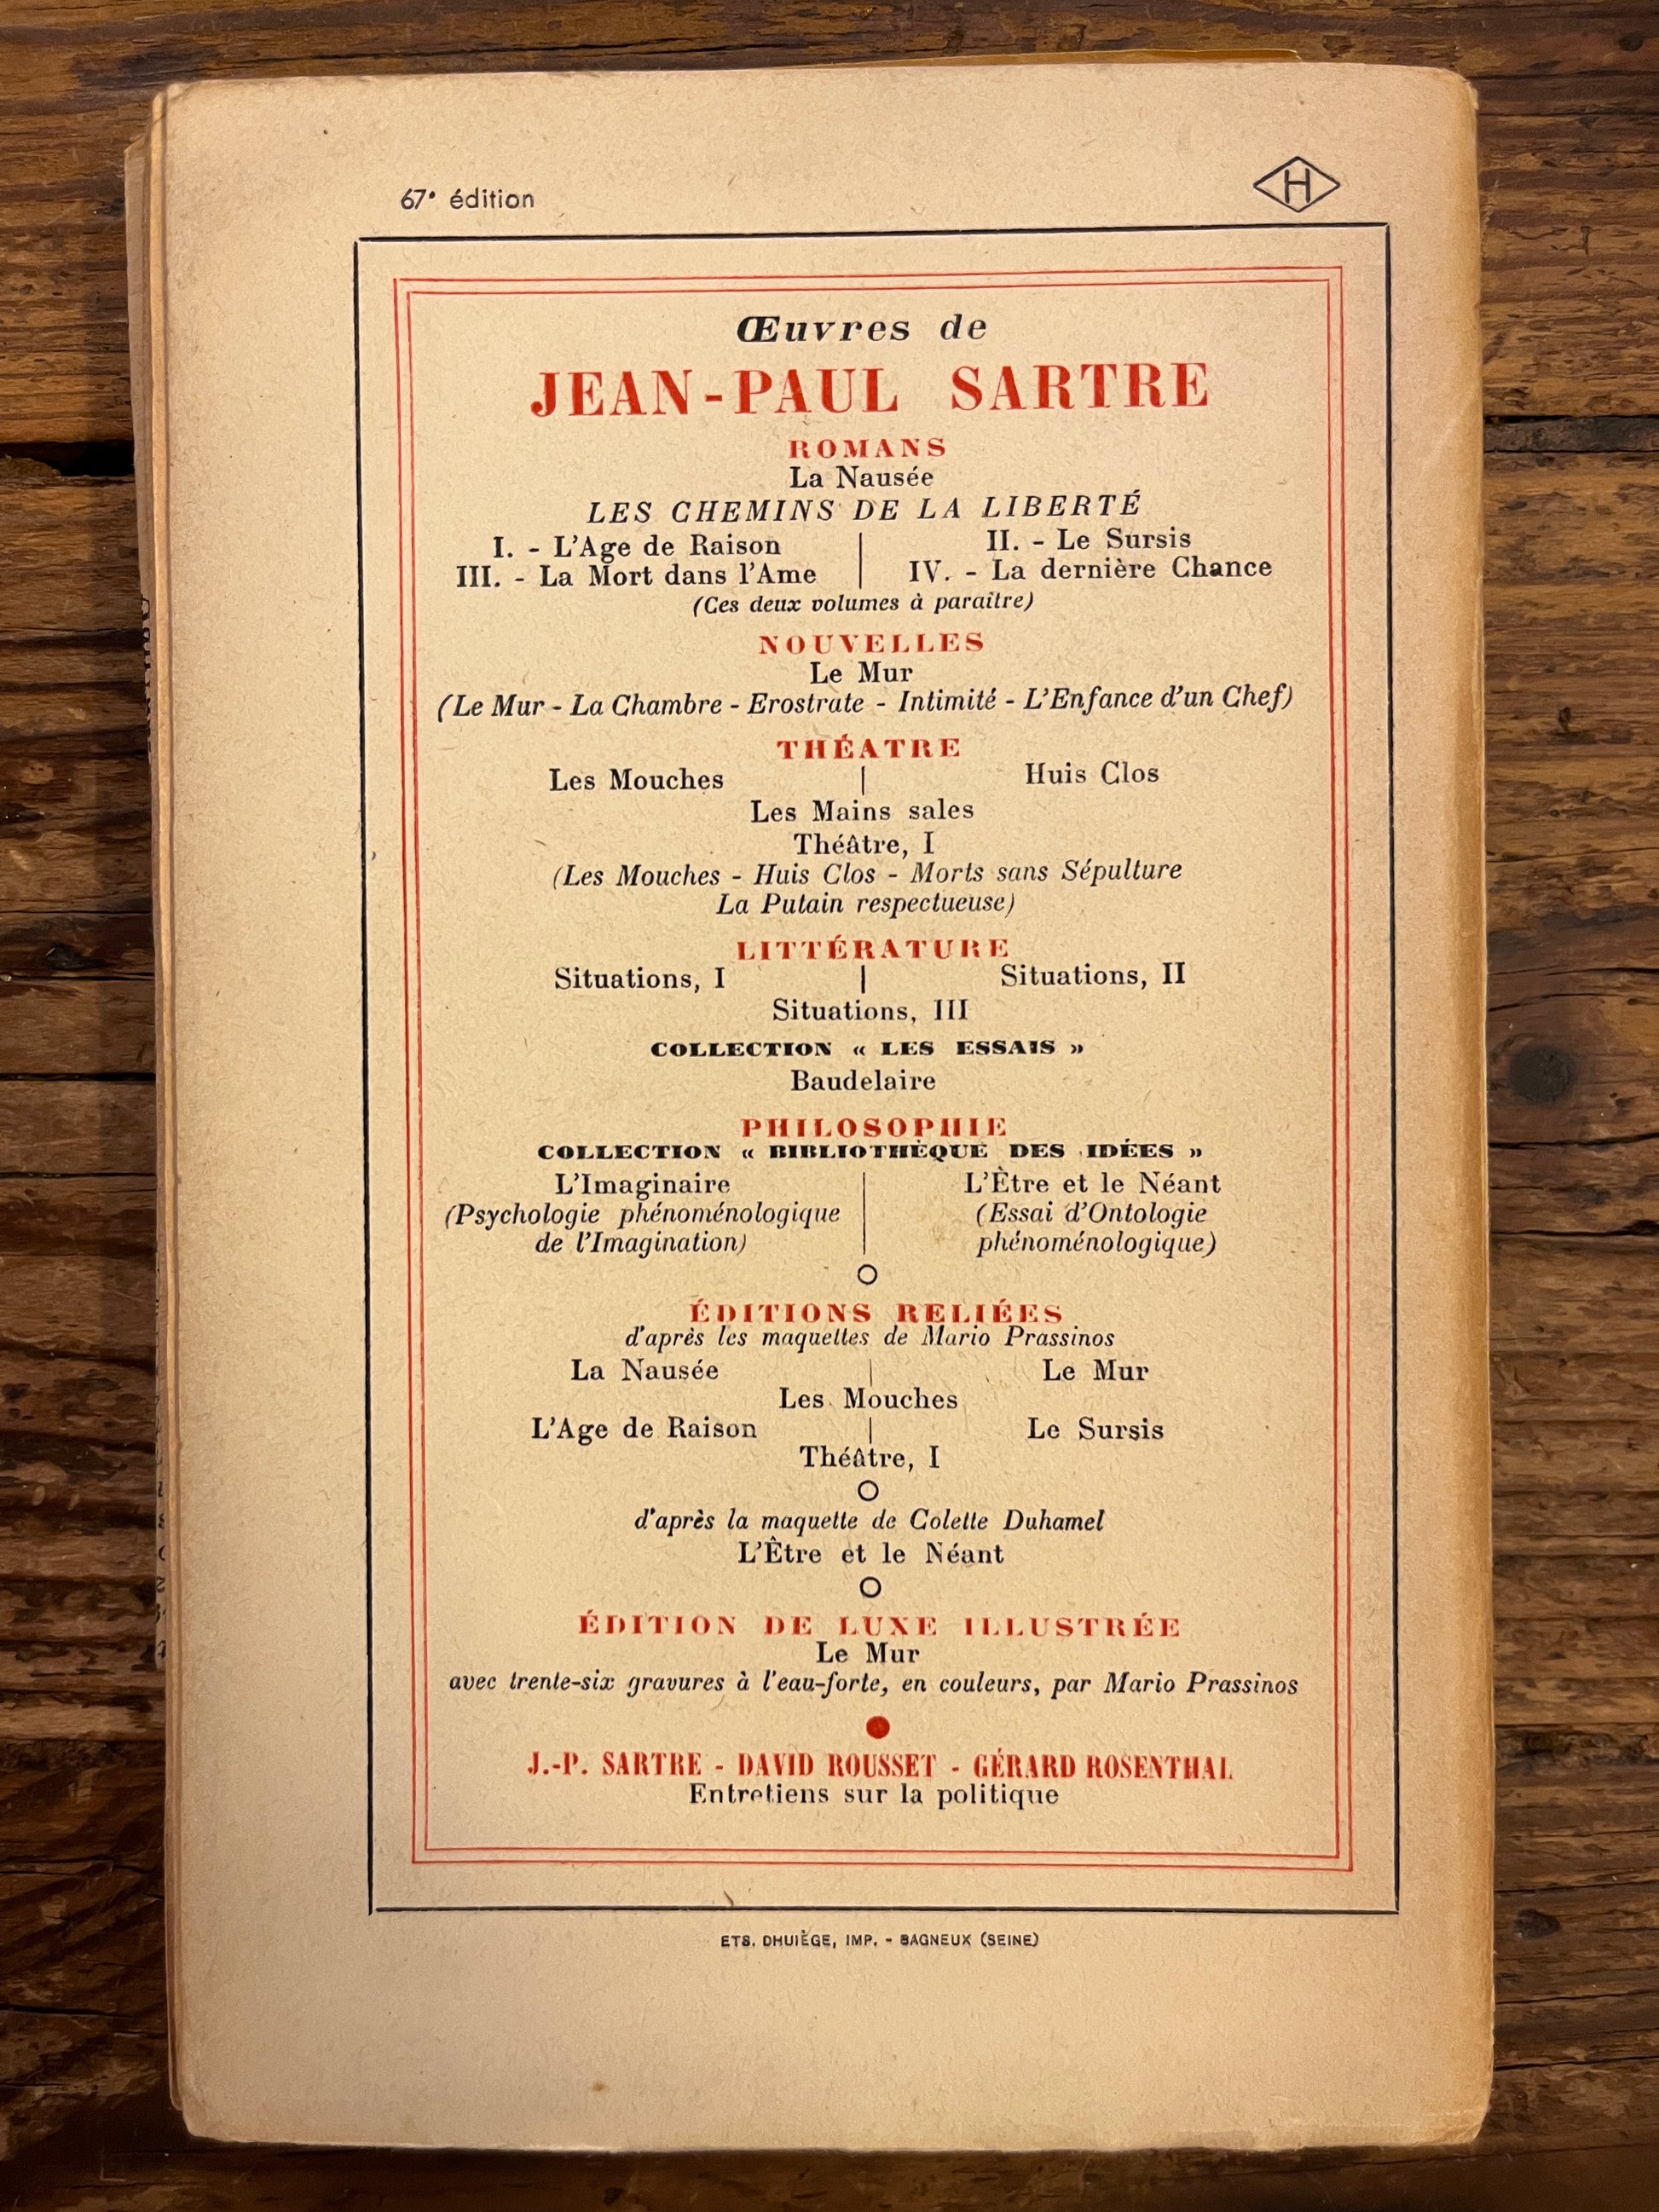 67e édition
H
Œuvres de
JEAN-PAUL SARTRE
ROMANS
La Nausée
LES CHEMINS DE LA LIBERTÉ
I. - L'Age de Raison | II. - Le Sursis
III. - La Mort dans l'Ame | IV. - La dernière Chance
(Ces deux volumes à paraître)
NOUVELLES
Le Mur
(Le Mur - La Chambre - Erostrate - Intimité - L'Enfance d'un Chef)
THÉATRE
Les Mouches | Huis Clos
Les Mains sales
Théâtre, I
(Les Mouches - Huis Clos - Morts sans Sépulture
La Putain respectueuse)
LITTÉRATURE
Situations, I | Situations, II
Situations, III
COLLECTION « LES ESSAIS »
Baudelaire
PHILOSOPHIE
COLLECTION « BIBLIOTHÈQUE DES IDÉES »
L'Imaginaire | L'Être et le Néant
(Psychologie phénoménologique | (Essai d'Ontologie
de l'Imagination) | phénoménologique)
ÉDITIONS RELIÉES
d'après les maquettes de Mario Prassinos
La Nausée | Le Mur
Les Mouches
L'Age de Raison | Le Sursis
Théâtre, I
d'après la maquette de Colette Duhamel
L'Être et le Néant
ÉDITION DE LUXE ILLUSTRÉE
Le Mur
avec trente-six gravures à l'eau-forte, en couleurs, par Mario Prassinos
J.-P. SARTRE - DAVID ROUSSET - GÉRARD ROSENTHAL
Entretiens sur la politique
ETS. DHUIÈGE, IMP. - BAGNEUX (SEINE)